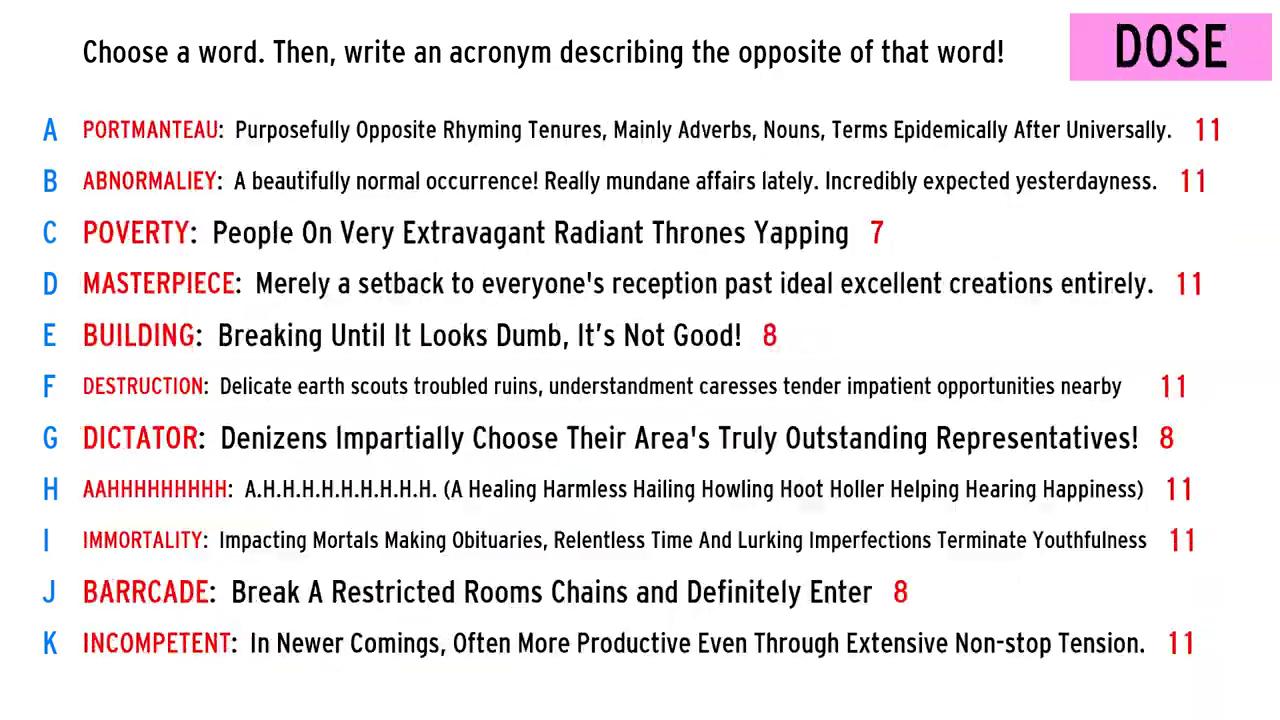 Choose a word. Then, write an acronym describing the opposite of that word!
DOSE
A PORTMANTEAU: Purposefully Opposite Rhyming Tenures, Mainly Adverbs, Nouns, Terms Epidemically After Universally. 11
B ABNORMALIEY: A beautifully normal occurrence! Really mundane affairs lately. Incredibly expected yesterdayness. 11
C POVERTY: People On Very Extravagant Radiant Thrones Yapping 7
D MASTERPIECE: Merely a setback to everyone's reception past ideal excellent creations entirely. 11
E BUILDING: Breaking Until It Looks Dumb, It's Not Good! 8
F DESTRUCTION: Delicate earth scouts troubled ruins, understandment caresses tender impatient opportunities nearby 11
G DICTATOR: Denizens Impartially Choose Their Area's Truly Outstanding Representatives! 8
H AAHHHHHHHHH: A.H.H.H.H.H.H.H.H.H. (A Healing Harmless Hailing Howling Hoot Holler Helping Hearing Happiness) 11
I IMMORTALITY: Impacting Mortals Making Obituaries, Relentless Time And Lurking Imperfections Terminate Youthfulness 11
J BARRCADE: Break A Restricted Rooms Chains and Definitely Enter 8
K INCOMPETENT: In Newer Comings, Often More Productive Even Through Extensive Non-stop Tension. 11